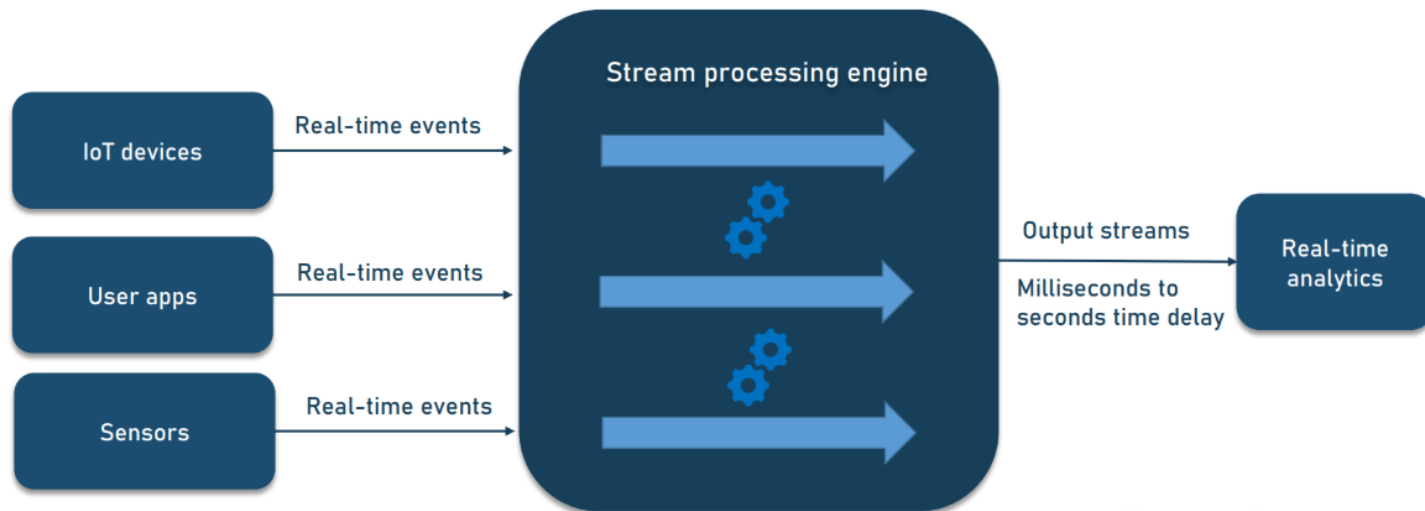 Stream processing engine
IoT devices
Real-time events
User apps
Real-time events
Sensors
Real-time events
Output streams
Milliseconds to
seconds time delay
Real-time
analytics